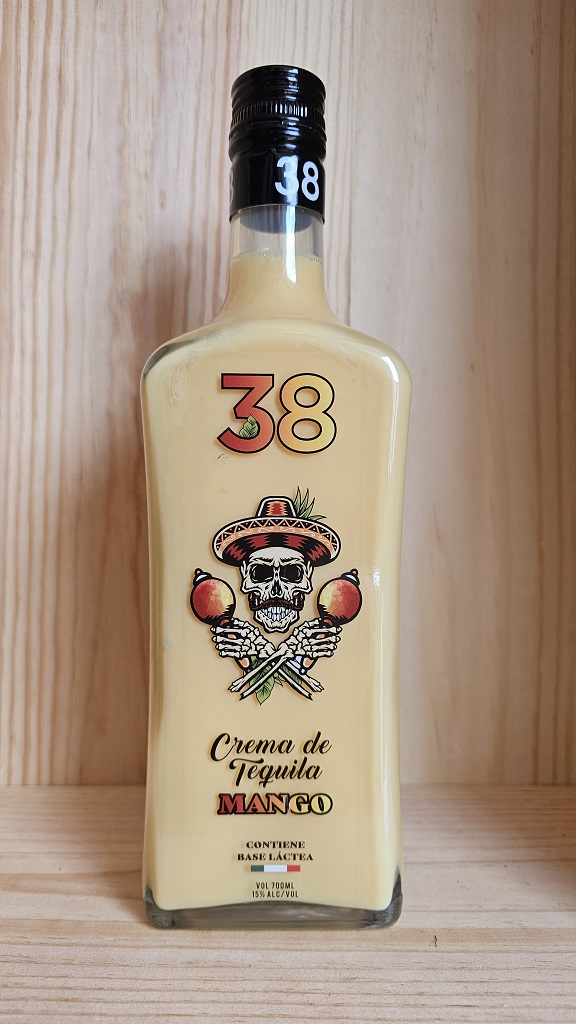 38
38
Crema de
Tequila
MANGO
CONTIENE
BASE LÁCTEA
VOL 700ML
15% ALC/VOL